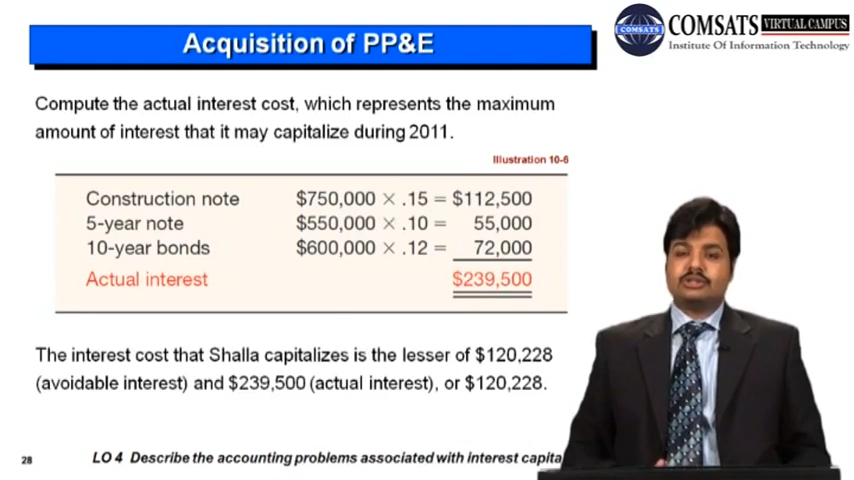 Acquisition of PP&E
COMSATS
COMSATS VIRTUAL CAMPUS
Institute Of Information Technology
Compute the actual interest cost, which represents the maximum
amount of interest that it may capitalize during 2011.
Illustration 10-6
Construction note $750,000 × .15 = $112,500
5-year note $550,000 × .10 = 55,000
10-year bonds $600,000 × .12 = 72,000
Actual interest $239,500
The interest cost that Shalla capitalizes is the lesser of $120,228
(avoidable interest) and $239,500 (actual interest), or $120,228.
28
LO 4 Describe the accounting problems associated with interest capita